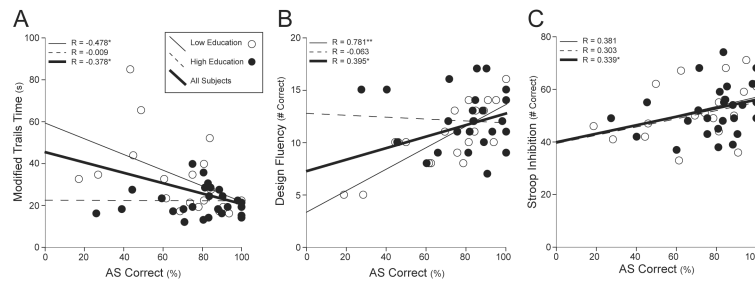 A
R = -0.478*
R = -0.009
R = -0.378*
Low Education
High Education
All Subjects
Modified Trails Time (s)
100
80
60
40
20
0
0 20 40 60 80 100
AS Correct (%)
B
R = 0.781**
R = -0.063
R = 0.395*
Design Fluency (# Correct)
20
15
10
5
0
0 20 40 60 80 100
AS Correct (%)
C
R = 0.381
R = 0.303
R = 0.339*
Stroop Inhibition (# Correct)
80
60
40
20
0
0 20 40 60 80
AS Correct (%)